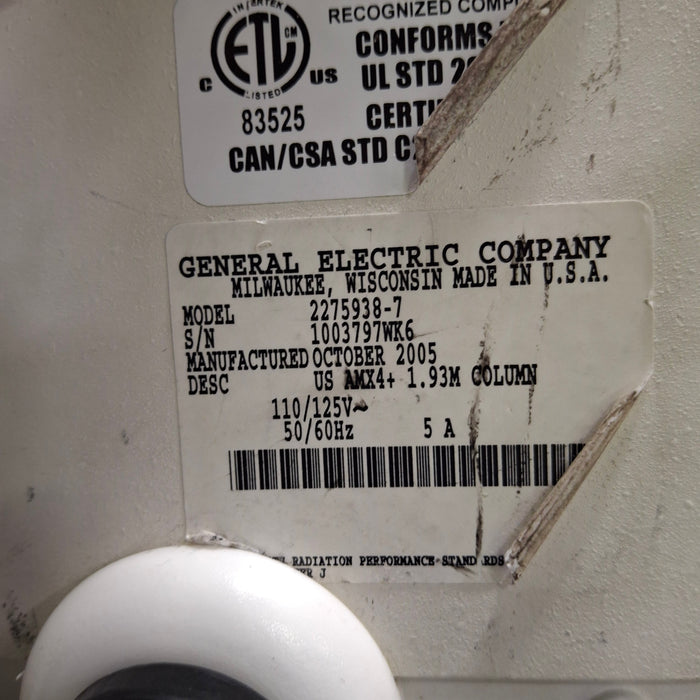 INTERTEK
RECOGNIZED
ETL CM
C US
LISTED
CONFORMS
UL STD
83525
CAN/CSA STD
GENERAL ELECTRIC COMPANY
MILWAUKEE, WISCONSIN MADE IN U.S.A.
MODEL 2275938-7
S/N 1003797WK6
MANUFACTURED OCTOBER 2005
DESC US AMX4+ 1.93M COLUMN
110/125V~
50/60Hz 5 A
RADIATION PERFORMANCE STANDARDS
J